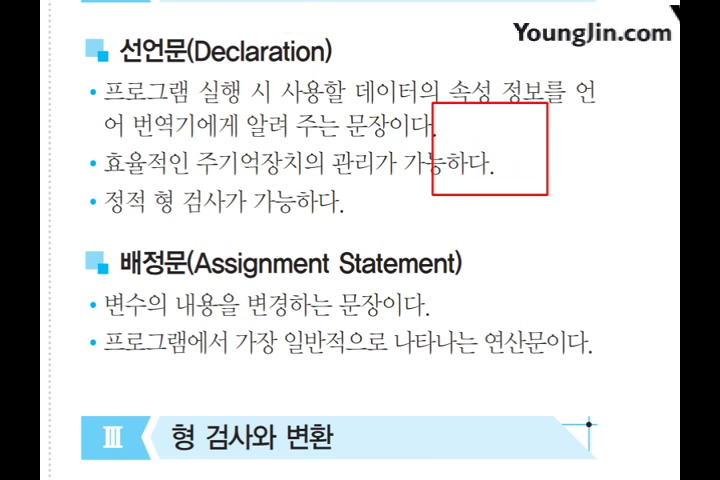 YoungJin.com
선언문(Declaration)
• 프로그램 실행 시 사용할 데이터의 속성 정보를 언
어 번역기에게 알려 주는 문장이다.
• 효율적인 주기억장치의 관리가 가능하다.
• 정적 형 검사가 가능하다.
배정문(Assignment Statement)
• 변수의 내용을 변경하는 문장이다.
• 프로그램에서 가장 일반적으로 나타나는 연산문이다.
Ⅲ 형 검사와 변환